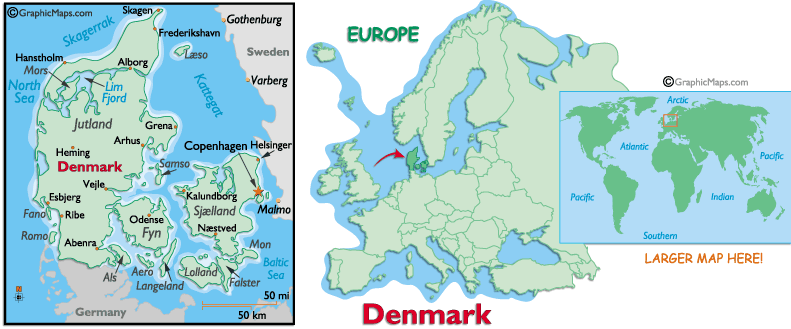 ©GraphicMaps.com
Skagen
Gothenburg
Skagerrak
Frederikshavn
Læso
Sweden
Hanstholm
Alborg
Mors
North
Sea
Lim
Fjord
Kattegat
Varberg
Jutland
Grena
Arhus
Copenhagen
Helsinger
Heming
Denmark
Samso
Vejle
Kalundborg
Esbjerg
Sjælland
Malmo
Fano
Ribe
Odense
Fyn
Næstved
Romo
Abenra
Mon
Als
Aero
Langeland
Lolland
Falster
Baltic
Sea
50 mi
50 km
Germany
EUROPE
Denmark
©GraphicMaps.com
Arctic
Atlantic
Pacific
Pacific
Indian
Southern
LARGER MAP HERE!